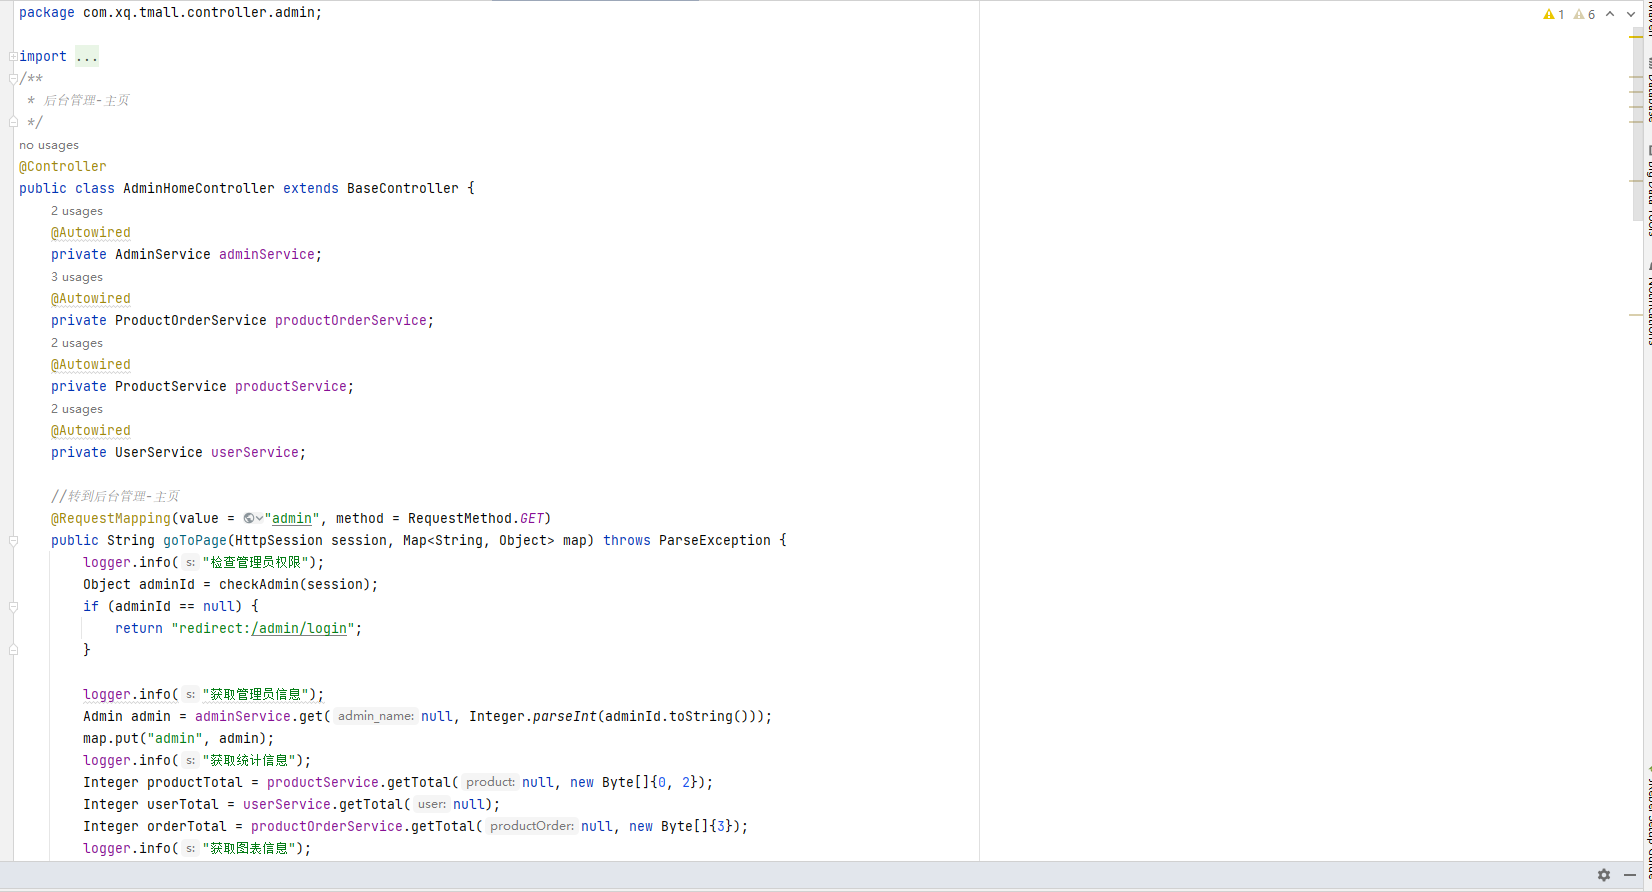 package com.xq.tmall.controller.admin;
1 6
import ...
/**
* 后台管理-主页
*/
no usages
@Controller
public class AdminHomeController extends BaseController {
2 usages
@Autowired
private AdminService adminService;
3 usages
@Autowired
private ProductOrderService productOrderService;
2 usages
@Autowired
private ProductService productService;
2 usages
@Autowired
private UserService userService;
//转到后台管理-主页
@RequestMapping(value = "admin", method = RequestMethod.GET)
public String goToPage(HttpSession session, Map<String, Object> map) throws ParseException {
logger.info( s: "检查管理员权限");
Object adminId = checkAdmin(session);
if (adminId == null) {
return "redirect:/admin/login";
}
logger.info( s: "获取管理员信息");
Admin admin = adminService.get( admin_name: null, Integer.parseInt(adminId.toString()));
map.put("admin", admin);
logger.info( s: "获取统计信息");
Integer productTotal = productService.getTotal( product: null, new Byte[]{0, 2});
Integer userTotal = userService.getTotal( user: null);
Integer orderTotal = productOrderService.getTotal( productOrder: null, new Byte[]{3});
logger.info( s: "获取图表信息");